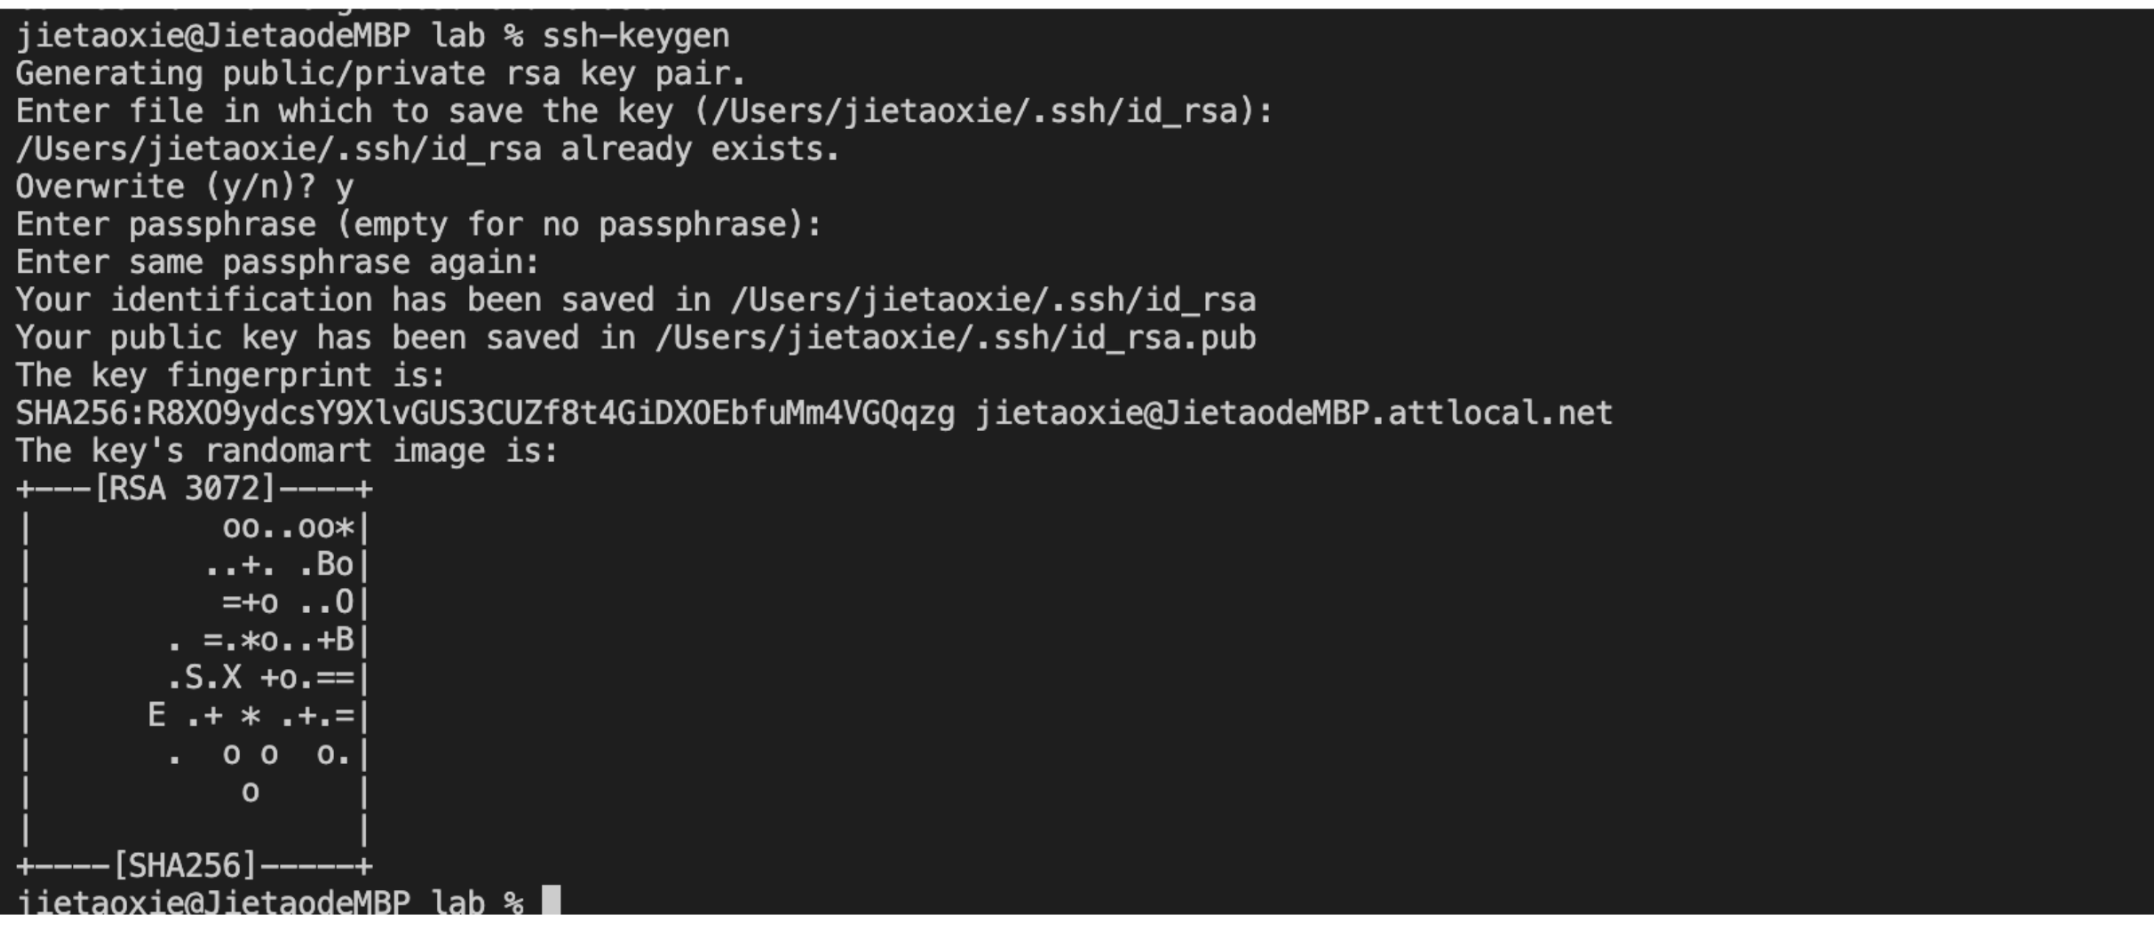 jietaoxie@JietaodeMBP lab % ssh-keygen
Generating public/private rsa key pair.
Enter file in which to save the key (/Users/jietaoxie/.ssh/id_rsa):
/Users/jietaoxie/.ssh/id_rsa already exists.
Overwrite (y/n)? y
Enter passphrase (empty for no passphrase):
Enter same passphrase again:
Your identification has been saved in /Users/jietaoxie/.ssh/id_rsa
Your public key has been saved in /Users/jietaoxie/.ssh/id_rsa.pub
The key fingerprint is:
SHA256:R8XO9ydcsY9XlvGUS3CUZf8t4GiDXOEbfuMm4VGQqzg jietaoxie@JietaodeMBP.attlocal.net
The key's randomart image is:
+---[RSA 3072]----+
|          oo..oo*|
|         ..+. .Bo|
|          =+o ..O|
|       . =.*o..+B|
|       .S.X +o.==|
|      E .+ * .+.=|
|       .  o o  o.|
|           o     |
|                 |
+----[SHA256]-----+
jietaoxie@JietaodeMBP lab %